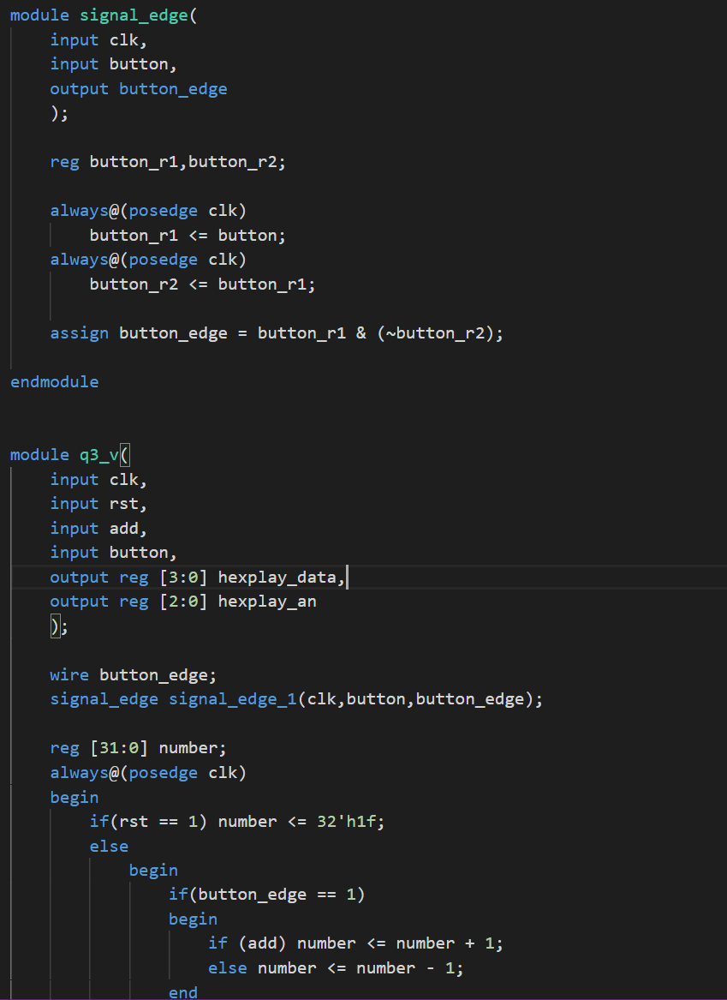 module signal_edge(
    input clk,
    input button,
    output button_edge
    );
    reg button_r1,button_r2;
    always@(posedge clk)
        button_r1 <= button;
    always@(posedge clk)
        button_r2 <= button_r1;
    assign button_edge = button_r1 & (~button_r2);
endmodule
module q3_v(
    input clk,
    input rst,
    input add,
    input button,
    output reg [3:0] hexplay_data,
    output reg [2:0] hexplay_an
    );
    wire button_edge;
    signal_edge signal_edge_1(clk,button,button_edge);
    reg [31:0] number;
    always@(posedge clk)
    begin
        if(rst == 1) number <= 32'h1f;
        else
            begin
                if(button_edge == 1)
                begin
                    if (add) number <= number + 1;
                    else number <= number - 1;
                end